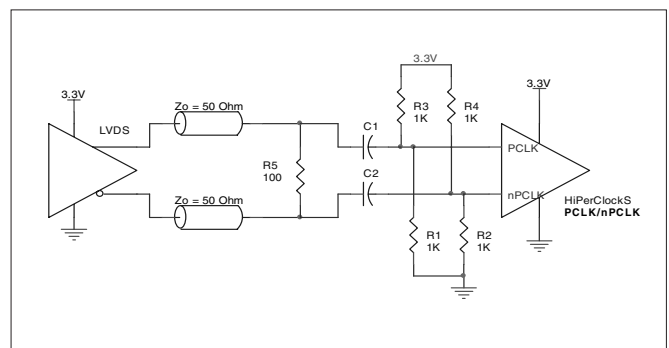 3.3V
LVDS
Zo = 50 Ohm
Zo = 50 Ohm
R5
100
C1
C2
3.3V
R3
1K
R4
1K
R1
1K
R2
1K
3.3V
PCLK
nPCLK
HiPerClockS
PCLK/nPCLK